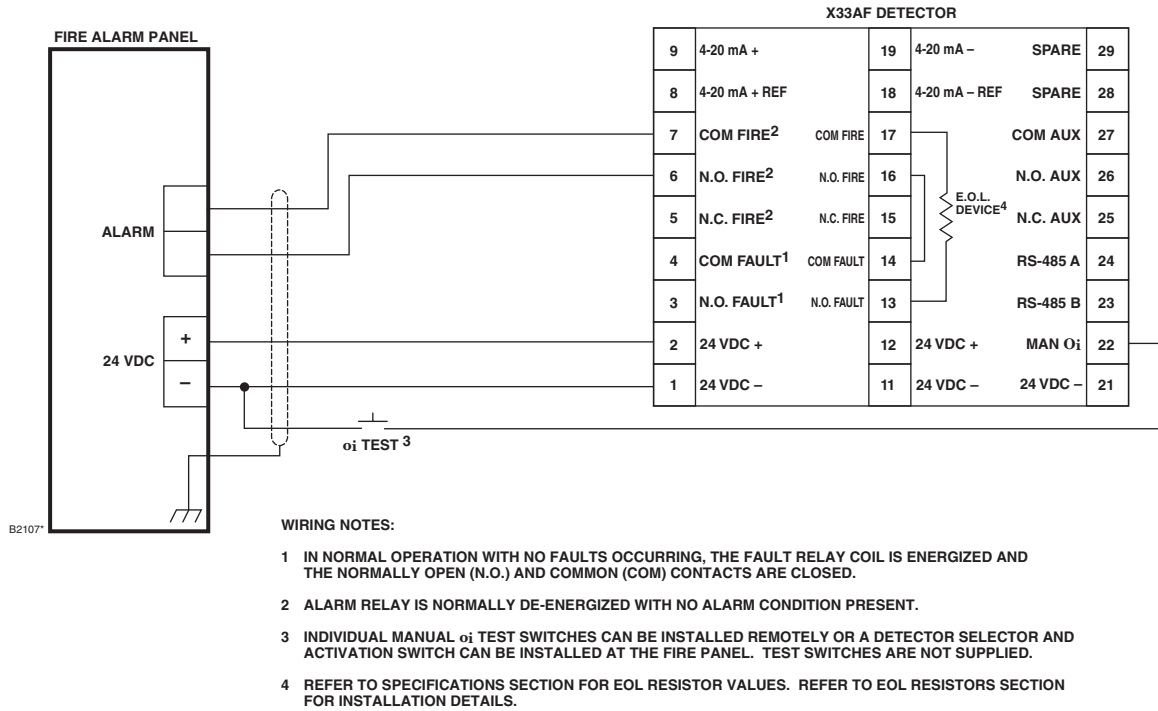 X33AF DETECTOR
FIRE ALARM PANEL
ALARM
24 VDC
+
–
B2107*
oi TEST 3
9 4-20 mA + 19 4-20 mA – SPARE 29
8 4-20 mA + REF 18 4-20 mA – REF SPARE 28
7 COM FIRE2 COM FIRE 17 COM AUX 27
6 N.O. FIRE2 N.O. FIRE 16 N.O. AUX 26
E.O.L.
DEVICE4
5 N.C. FIRE2 N.C. FIRE 15 N.C. AUX 25
4 COM FAULT1 COM FAULT 14 RS-485 A 24
3 N.O. FAULT1 N.O. FAULT 13 RS-485 B 23
2 24 VDC + 12 24 VDC + MAN Oi 22
1 24 VDC – 11 24 VDC – 24 VDC – 21
WIRING NOTES:
1 IN NORMAL OPERATION WITH NO FAULTS OCCURRING, THE FAULT RELAY COIL IS ENERGIZED AND
THE NORMALLY OPEN (N.O.) AND COMMON (COM) CONTACTS ARE CLOSED.
2 ALARM RELAY IS NORMALLY DE-ENERGIZED WITH NO ALARM CONDITION PRESENT.
3 INDIVIDUAL MANUAL oi TEST SWITCHES CAN BE INSTALLED REMOTELY OR A DETECTOR SELECTOR AND
ACTIVATION SWITCH CAN BE INSTALLED AT THE FIRE PANEL. TEST SWITCHES ARE NOT SUPPLIED.
4 REFER TO SPECIFICATIONS SECTION FOR EOL RESISTOR VALUES. REFER TO EOL RESISTORS SECTION
FOR INSTALLATION DETAILS.